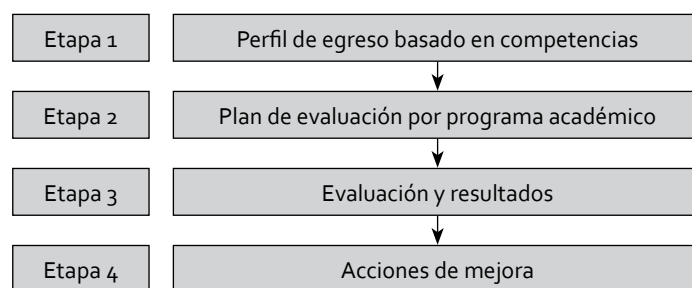 Etapa 1
Perfil de egreso basado en competencias
Etapa 2
Plan de evaluación por programa académico
Etapa 3
Evaluación y resultados
Etapa 4
Acciones de mejora